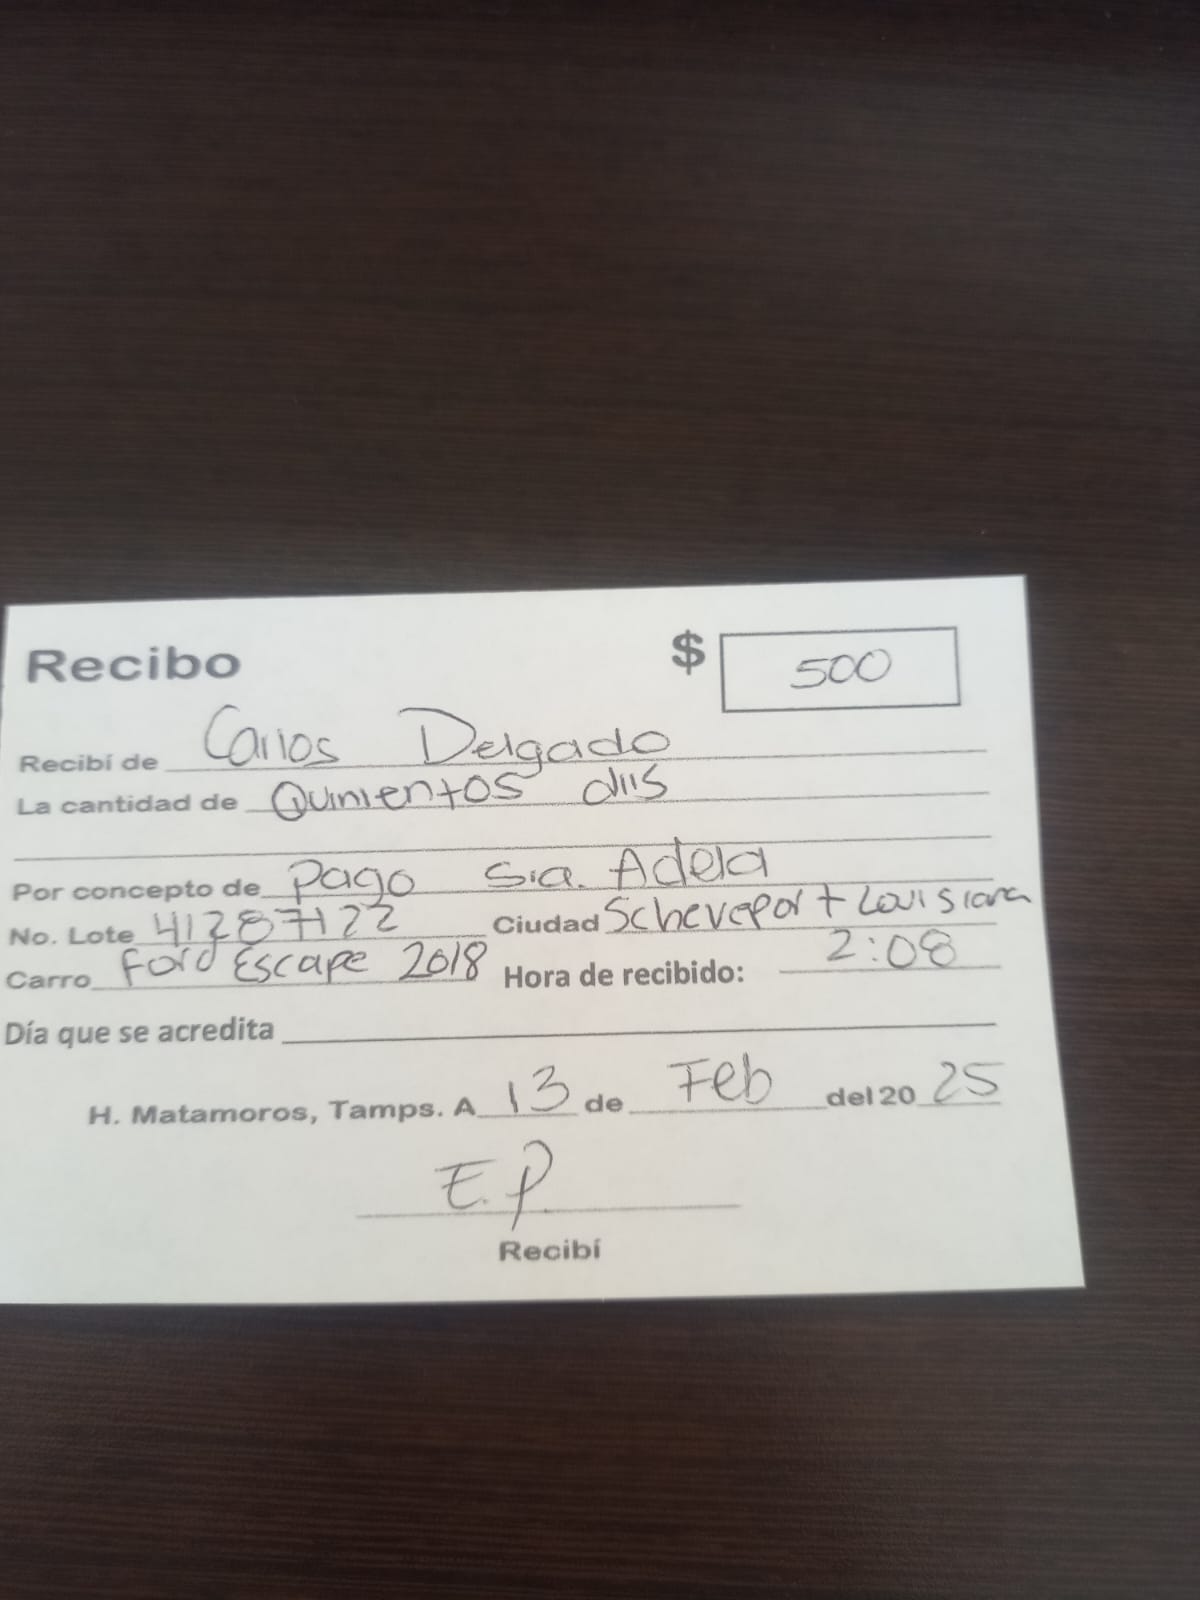 Recibo $ 500
Recibí de Carlos Delgado
La cantidad de Quinientos dlls
Por concepto de pago Sra. Adela
No. Lote 41287122 Ciudad Schevepor+ Louisiana
Carro Ford Escape 2018 Hora de recibido: 2:08
Día que se acredita
H. Matamoros, Tamps. A 13 de Feb del 20 25
E.P.
Recibí